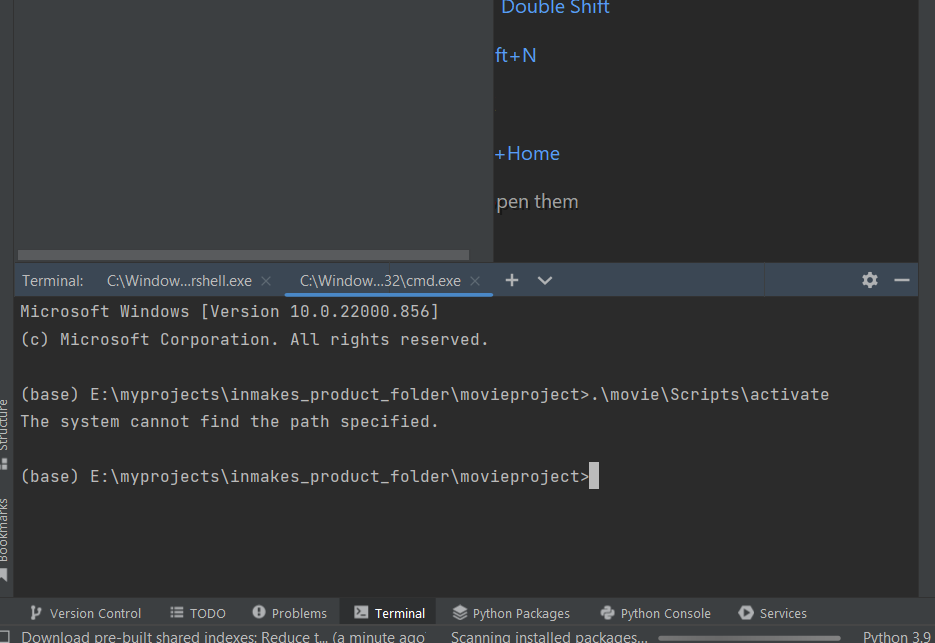 Double Shift
ft+N
+Home
pen them
Terminal: C:\Window...rshell.exe C:\Window...32\cmd.exe
Microsoft Windows [Version 10.0.22000.856]
(c) Microsoft Corporation. All rights reserved.
(base) E:\myprojects\inmakes_product_folder\movieproject>.\movie\Scripts\activate
The system cannot find the path specified.
(base) E:\myprojects\inmakes_product_folder\movieproject>
Structure
Bookmarks
Version Control TODO Problems Terminal Python Packages Python Console Services
Download pre-built shared indexes: Reduce t... (a minute ago Scanning installed packages... Python 3.9